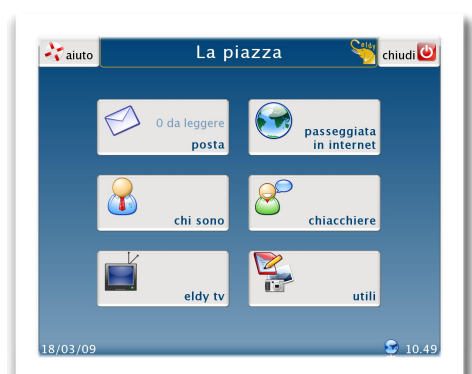 aiuto
La piazza
eldy
chiudi
0 da leggere
posta
passeggiata
in internet
chi sono
chiacchiere
eldy tv
utili
18/03/09
10.49